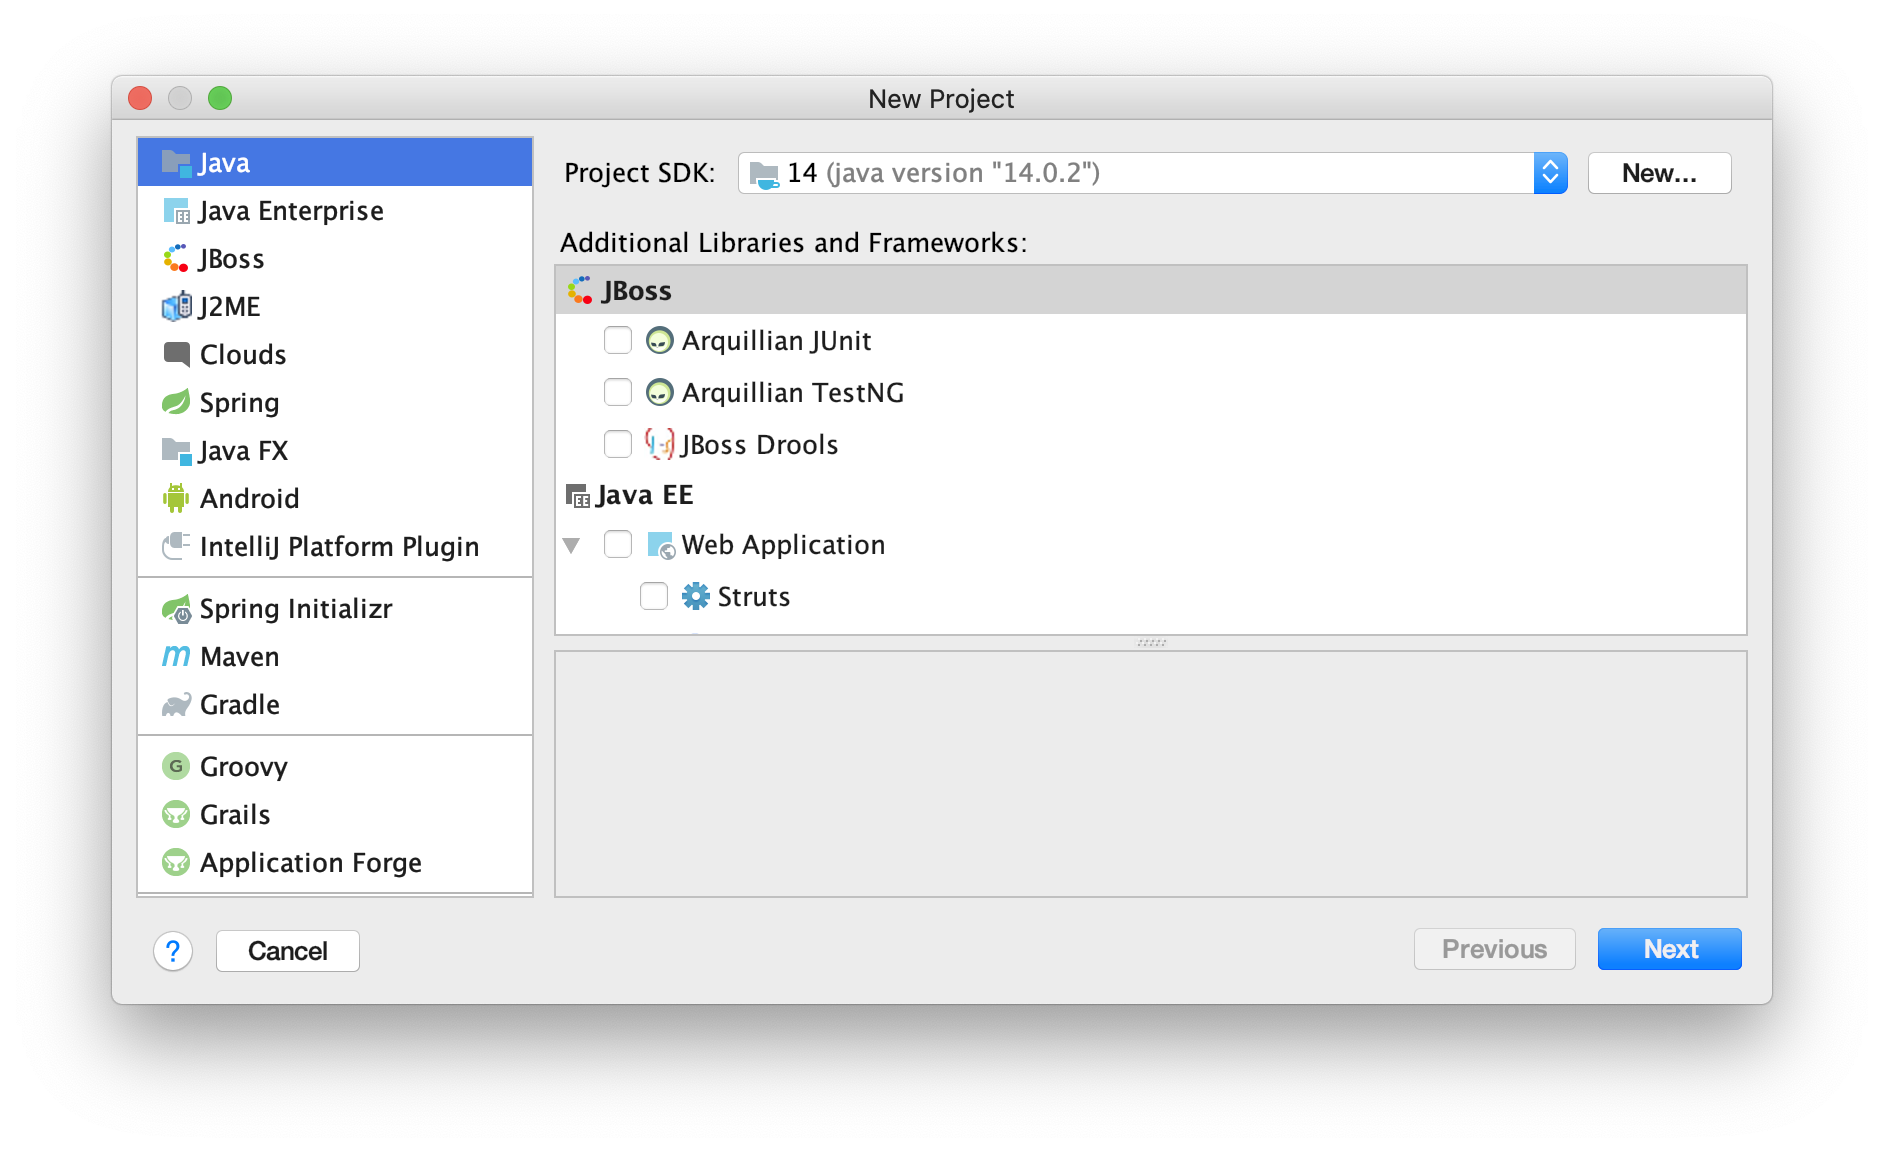 New Project
Java
Java Enterprise
JBoss
J2ME
Clouds
Spring
Java FX
Android
IntelliJ Platform Plugin
Spring Initializr
m Maven
Gradle
G Groovy
Grails
Application Forge
Project SDK: 14 (java version "14.0.2") New...
Additional Libraries and Frameworks:
JBoss
Arquillian JUnit
Arquillian TestNG
JBoss Drools
EE Java EE
Web Application
Struts
? Cancel Previous Next